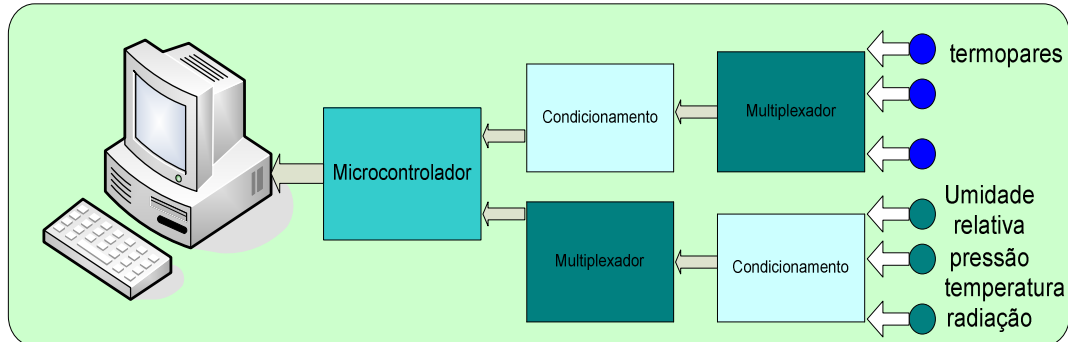 termopares
Condicionamento
Multiplexador
Microcontrolador
Umidade
relativa
Multiplexador
Condicionamento
pressão
temperatura
radiação